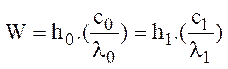 W = h₀.(c₀/λ₀) = h₁.(c₁/λ₁)